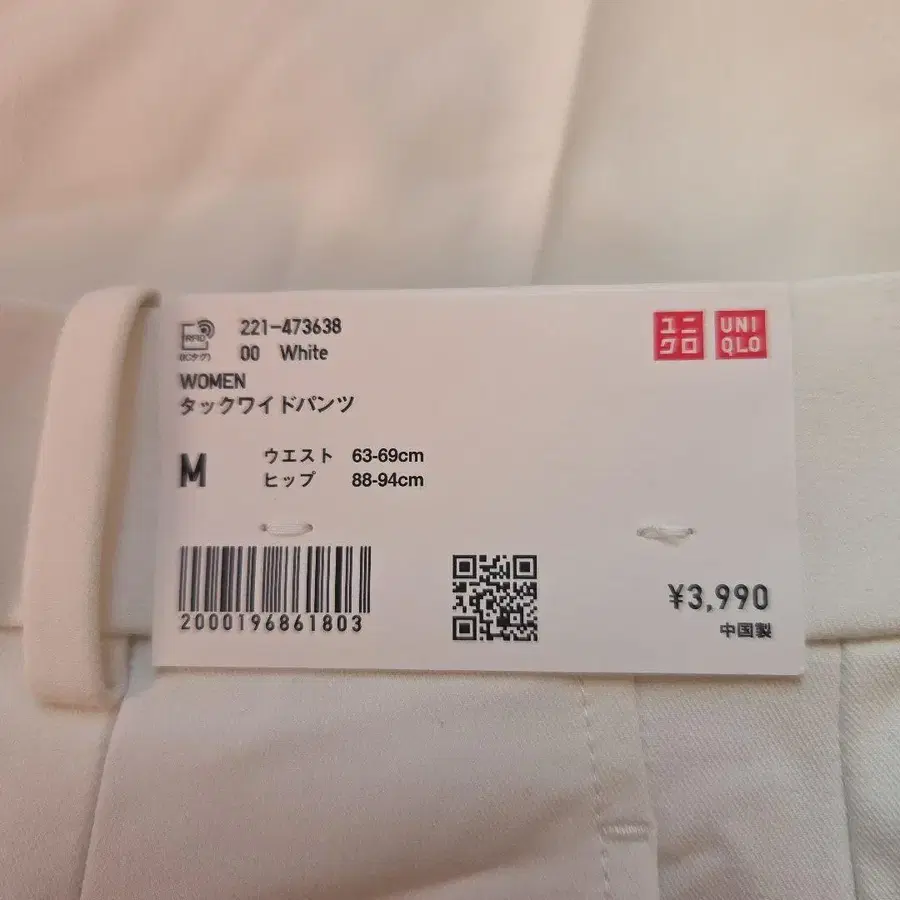 221-473638
RFID
(ICタグ)
00 White
WOMEN
タックワイドパンツ
M
ウエスト 63-69cm
ヒップ 88-94cm
2000196861803
ユニ
クロ
UNI
QLO
¥3,990
中国製